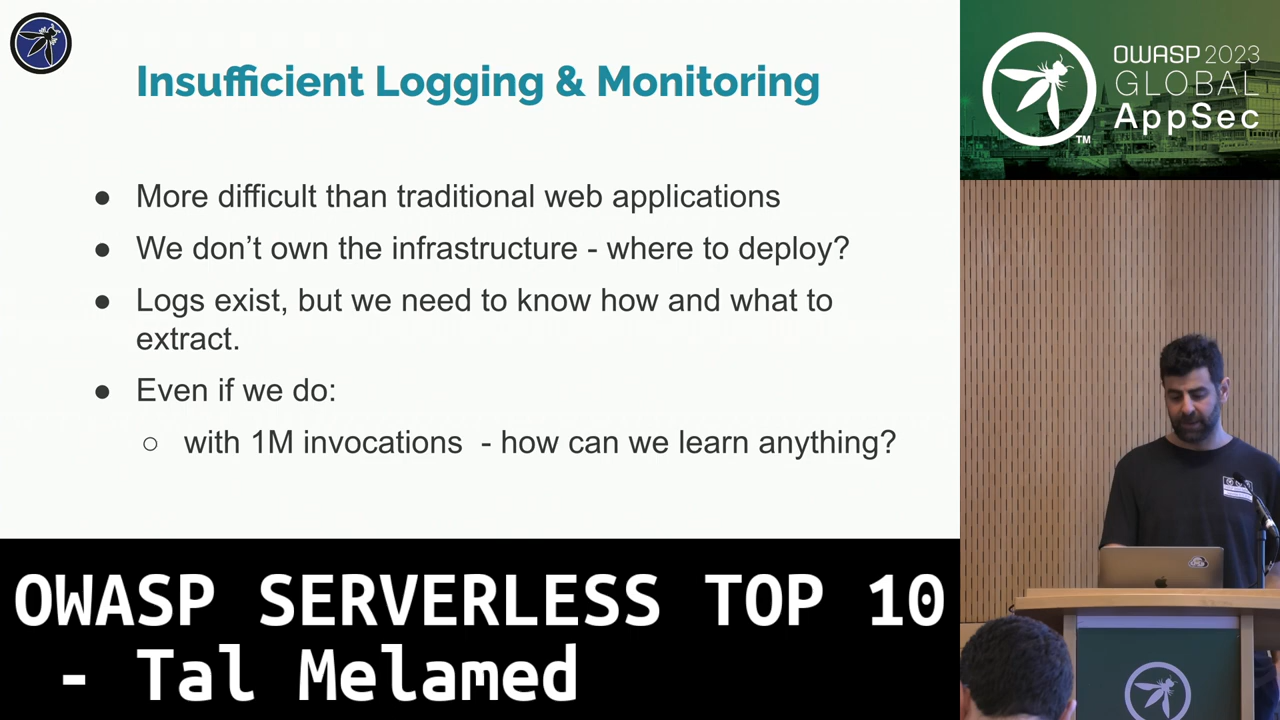 Insufficient Logging & Monitoring
● More difficult than traditional web applications
● We don’t own the infrastructure - where to deploy?
● Logs exist, but we need to know how and what to
extract.
● Even if we do:
○ with 1M invocations - how can we learn anything?
OWASP SERVERLESS TOP 10
- Tal Melamed
OWASP 2023
GLOBAL
AppSec
TM